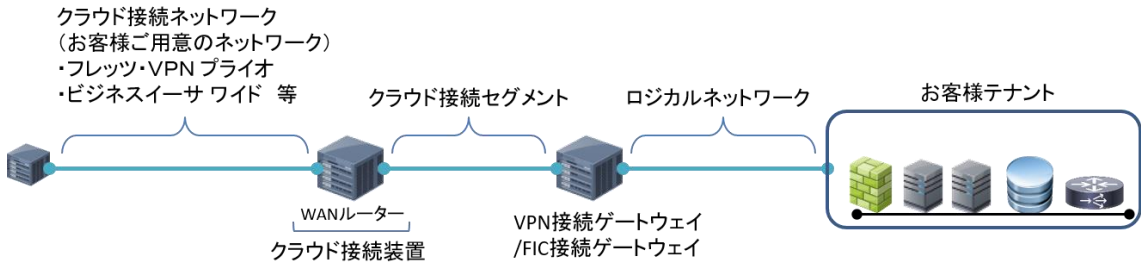 クラウド接続ネットワーク
(お客様ご用意のネットワーク)
・フレッツ・VPN プライオ
・ビジネスイーサ ワイド 等
クラウド接続セグメント
ロジカルネットワーク
お客様テナント
WANルーター
クラウド接続装置
VPN接続ゲートウェイ
/FIC接続ゲートウェイ